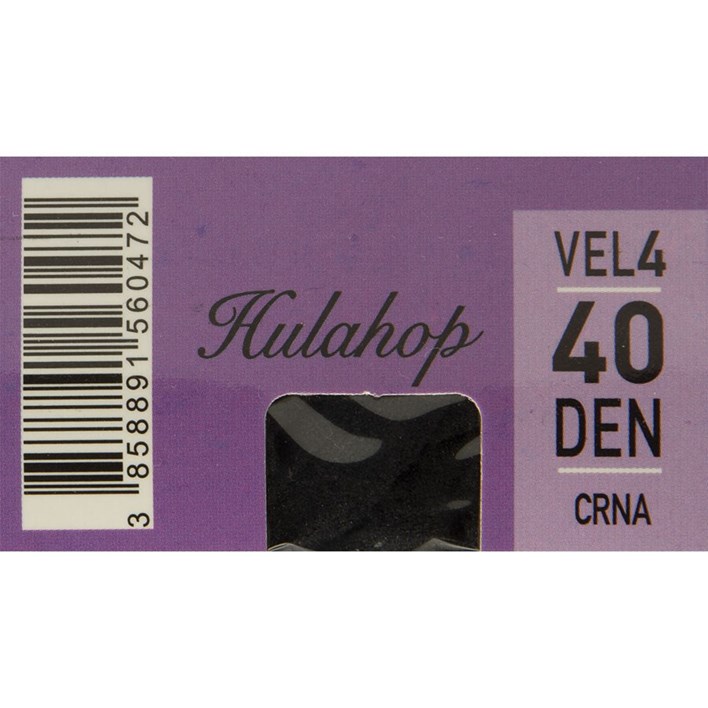 3 858891 560472
Hulahop
VEL4
40
DEN
CRNA